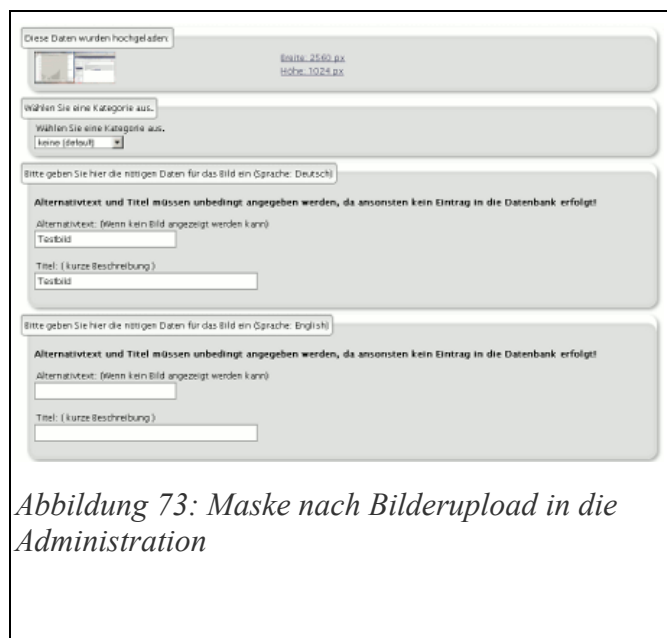 Diese Daten wurden hochgeladen:
Breite: 2560 px
Höhe: 1024 px
Wählen Sie eine Kategorie aus.
Wählen Sie eine Kategorie aus.
keine (default)
Bitte geben Sie hier die nötigen Daten für das Bild ein (Sprache: Deutsch)
Alternativtext und Titel müssen unbedingt angegeben werden, da ansonsten kein Eintrag in die Datenbank erfolgt!
Alternativtext: (Wenn kein Bild angezeigt werden kann)
Testbild
Titel: ( kurze Beschreibung )
Testbild
Bitte geben Sie hier die nötigen Daten für das Bild ein (Sprache: English)
Alternativtext und Titel müssen unbedingt angegeben werden, da ansonsten kein Eintrag in die Datenbank erfolgt!
Alternativtext: (Wenn kein Bild angezeigt werden kann)
Titel: ( kurze Beschreibung )
Abbildung 73: Maske nach Bilderupload in die
Administration